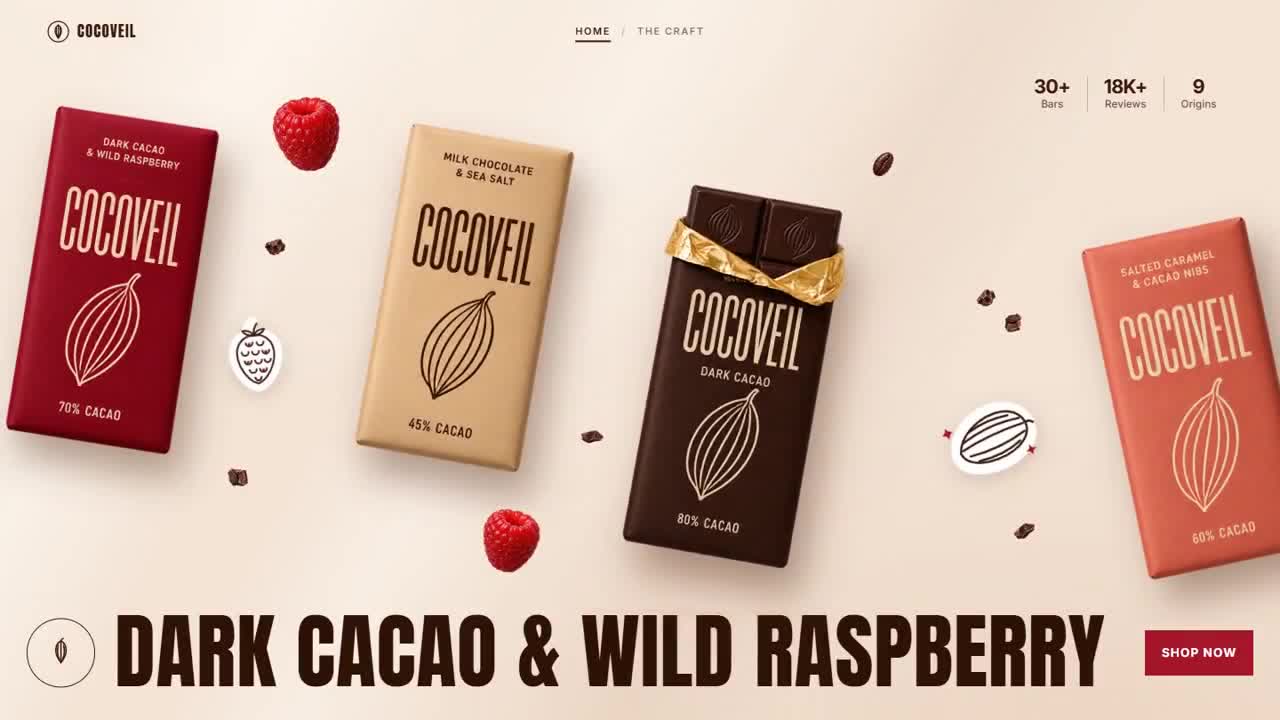 COCOVEIL
HOME / THE CRAFT
30+
Bars
18K+
Reviews
9
Origins
DARK CACAO
& WILD RASPBERRY
COCOVEIL
70% CACAO
MILK CHOCOLATE
& SEA SALT
COCOVEIL
45% CACAO
COCOVEIL
DARK CACAO
80% CACAO
SALTED CARAMEL
& CACAO NIBS
COCOVEIL
60% CACAO
DARK CACAO & WILD RASPBERRY
SHOP NOW